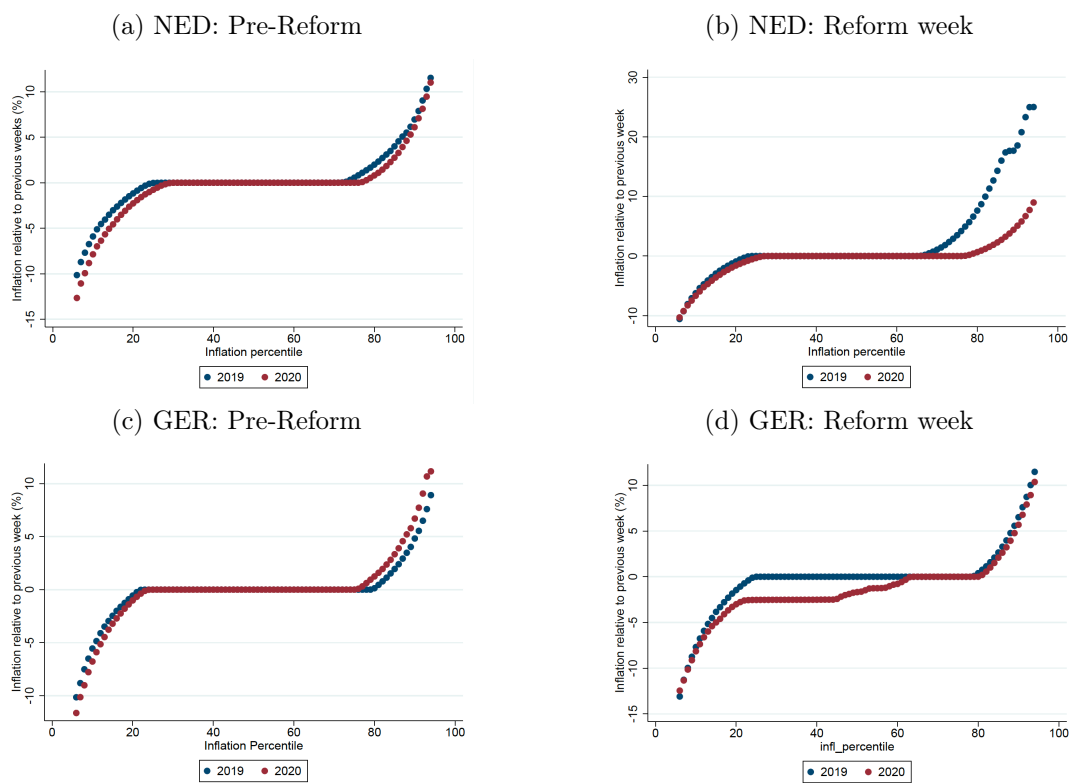 (a) NED: Pre-Reform
Inflation relative to previous weeks (%)
10
5
0
-5
-10
-15
0 20 40 60 80 100
Inflation percentile
2019 2020
(b) NED: Reform week
Inflation relative to previous week
30
20
10
0
-10
0 20 40 60 80 100
Inflation percentile
2019 2020
(c) GER: Pre-Reform
Inflation relative to previous week (%)
10
5
0
-5
-10
0 20 40 60 80 100
Inflation Percentile
2019 2020
(d) GER: Reform week
Inflation relative to previous week (%)
10
5
0
-5
-10
-15
0 20 40 60 80 100
infl_percentile
2019 2020